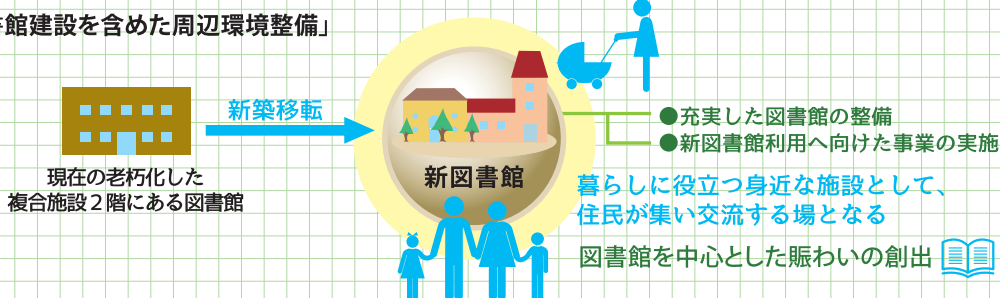 館建設を含めた周辺環境整備」
新築移転
現在の老朽化した
複合施設2階にある図書館
新図書館
●充実した図書館の整備
●新図書館利用へ向けた事業の実施
暮らしに役立つ身近な施設として、
住民が集い交流する場となる
図書館を中心とした賑わいの創出